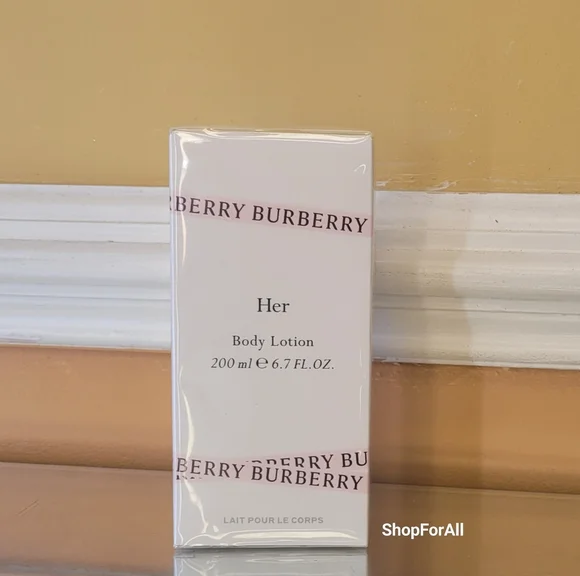 BERRY BURBERRY
Her
Body Lotion
200 ml ℮ 6.7 FL.OZ.
BERRY BU
BERRY BURBERRY
LAIT POUR LE CORPS
ShopForAll